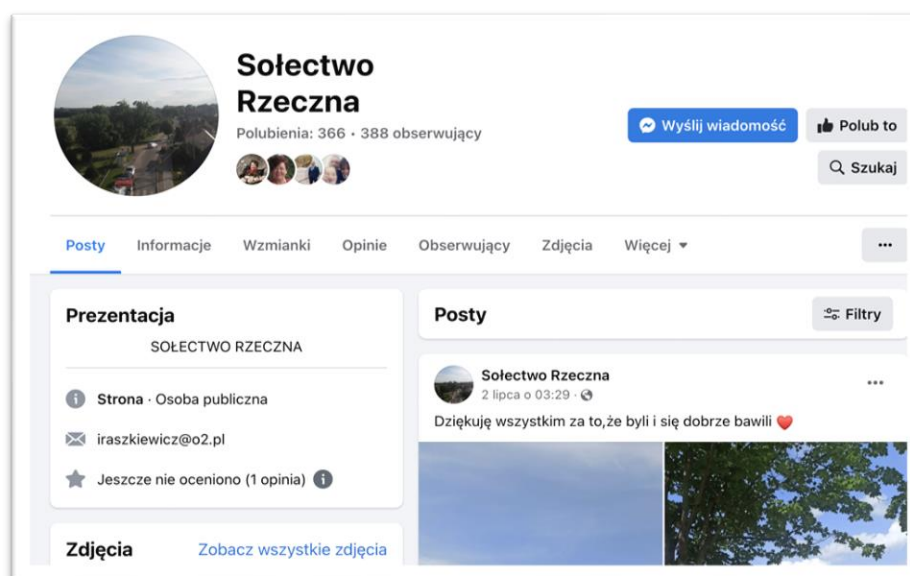 Sołectwo
Rzeczna
Polubienia: 366 • 388 obserwujący
Wyślij wiadomość
Polub to
Szukaj
Posty Informacje Wzmianki Opinie Obserwujący Zdjęcia Więcej
Prezentacja
SOŁECTWO RZECZNA
Strona · Osoba publiczna
iraszkiewicz@o2.pl
Jeszcze nie oceniono (1 opinia)
Zdjęcia Zobacz wszystkie zdjęcia
Posty
Filtry
Sołectwo Rzeczna
2 lipca o 03:29 ·
Dziękuję wszystkim za to,że byli i się dobrze bawili ❤️